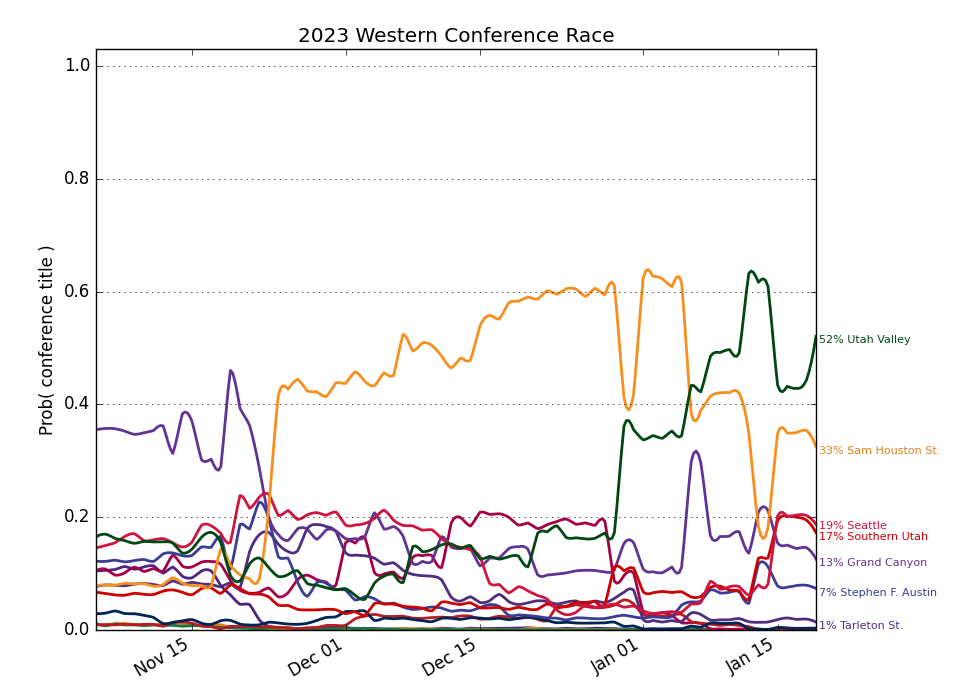 2023 Western Conference Race
Prob( conference title )
1.0
0.8
0.6
0.4
0.2
0.0
Nov 15
Dec 01
Dec 15
Jan 01
Jan 15
52% Utah Valley
33% Sam Houston St.
19% Seattle
17% Southern Utah
13% Grand Canyon
7% Stephen F. Austin
1% Tarleton St.